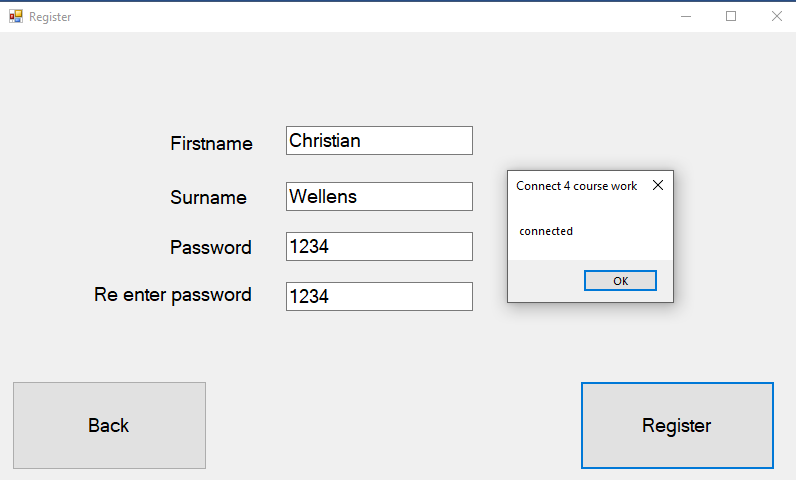 Register
Firstname
Christian
Surname
Wellens
Password
1234
Re enter password
1234
Connect 4 course work
connected
OK
Back
Register